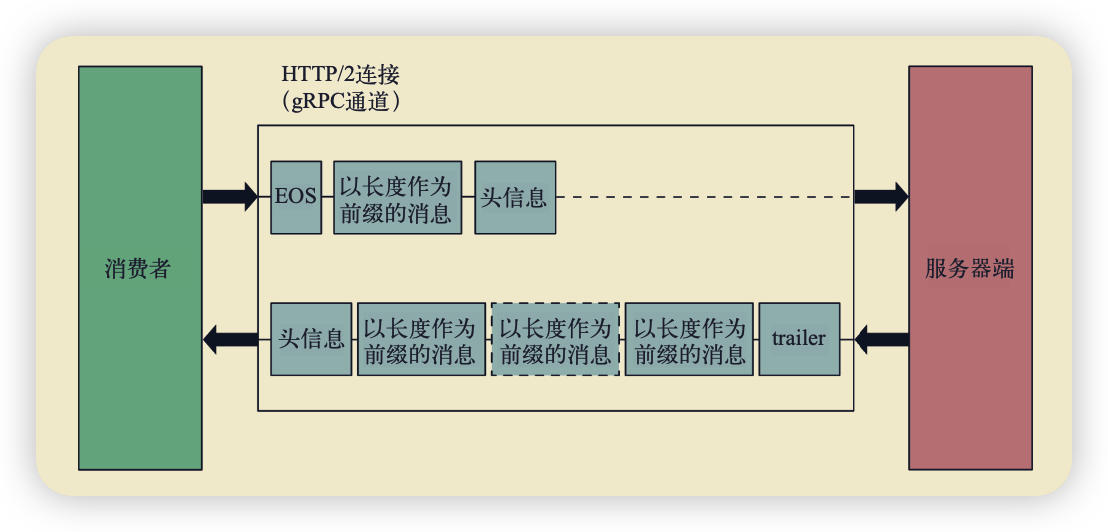 HTTP/2连接
（gRPC通道）
消费者
EOS
以长度作为
前缀的消息
头信息
服务器端
头信息
以长度作为
前缀的消息
以长度作为
前缀的消息
以长度作为
前缀的消息
trailer